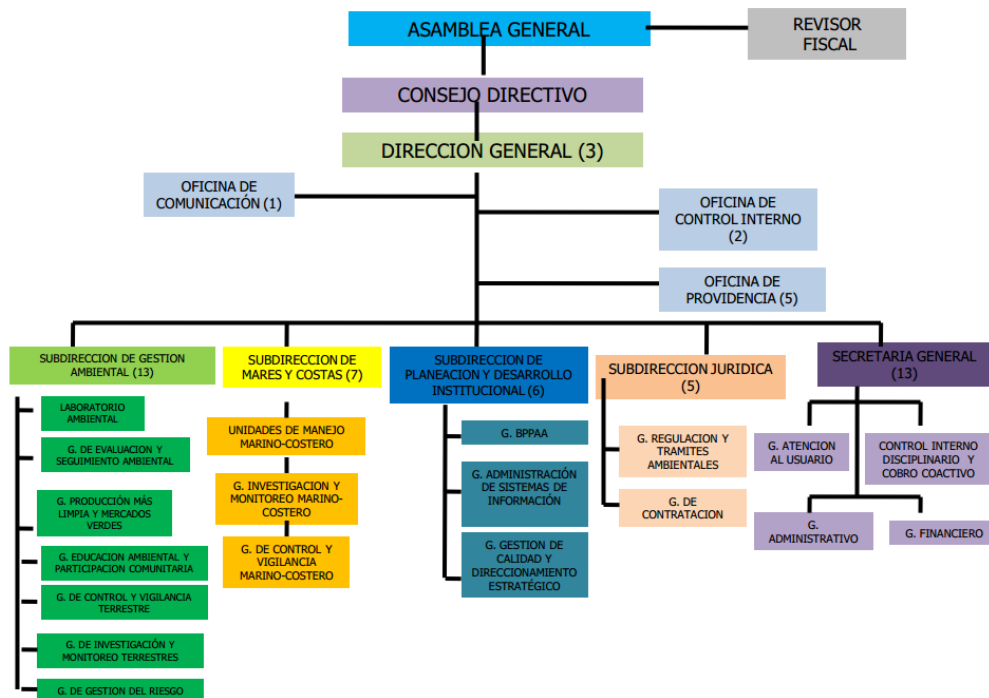 ASAMBLEA GENERAL
REVISOR
FISCAL
CONSEJO DIRECTIVO
DIRECCION GENERAL (3)
OFICINA DE
COMUNICACIÓN (1)
OFICINA DE
CONTROL INTERNO
(2)
OFICINA DE
PROVIDENCIA (5)
SUBDIRECCION DE GESTION
AMBIENTAL (13)
LABORATORIO
AMBIENTAL
G. DE EVALUACION Y
SEGUIMIENTO AMBIENTAL
G. PRODUCCIÓN MÁS
LIMPIA Y MERCADOS
VERDES
G. EDUCACION AMBIENTAL Y
PARTICIPACION COMUNITARIA
G. DE CONTROL Y VIGILANCIA
TERRESTRE
G. DE INVESTIGACIÓN Y
MONITOREO TERRESTRES
G. DE GESTION DEL RIESGO
SUBDIRECCION DE
MARES Y COSTAS (7)
UNIDADES DE MANEJO
MARINO-COSTERO
G. INVESTIGACION Y
MONITOREO MARINO-
COSTERO
G. DE CONTROL Y
VIGILANCIA
MARINO-COSTERO
SUBDIRECCION DE
PLANEACION Y DESARROLLO
INSTITUCIONAL (6)
G. BPPAA
G. ADMINISTRACIÓN
DE SISTEMAS DE
INFORMACIÓN
G. GESTION DE
CALIDAD Y
DIRECCIONAMIENTO
ESTRATÉGICO
SUBDIRECCION JURIDICA
(5)
G. REGULACION Y
TRAMITES
AMBIENTALES
G. DE
CONTRATACION
SECRETARIA GENERAL
(13)
G. ATENCION
AL USUARIO
CONTROL INTERNO
DISCIPLINARIO Y
COBRO COACTIVO
G.
ADMINISTRATIVO
G. FINANCIERO